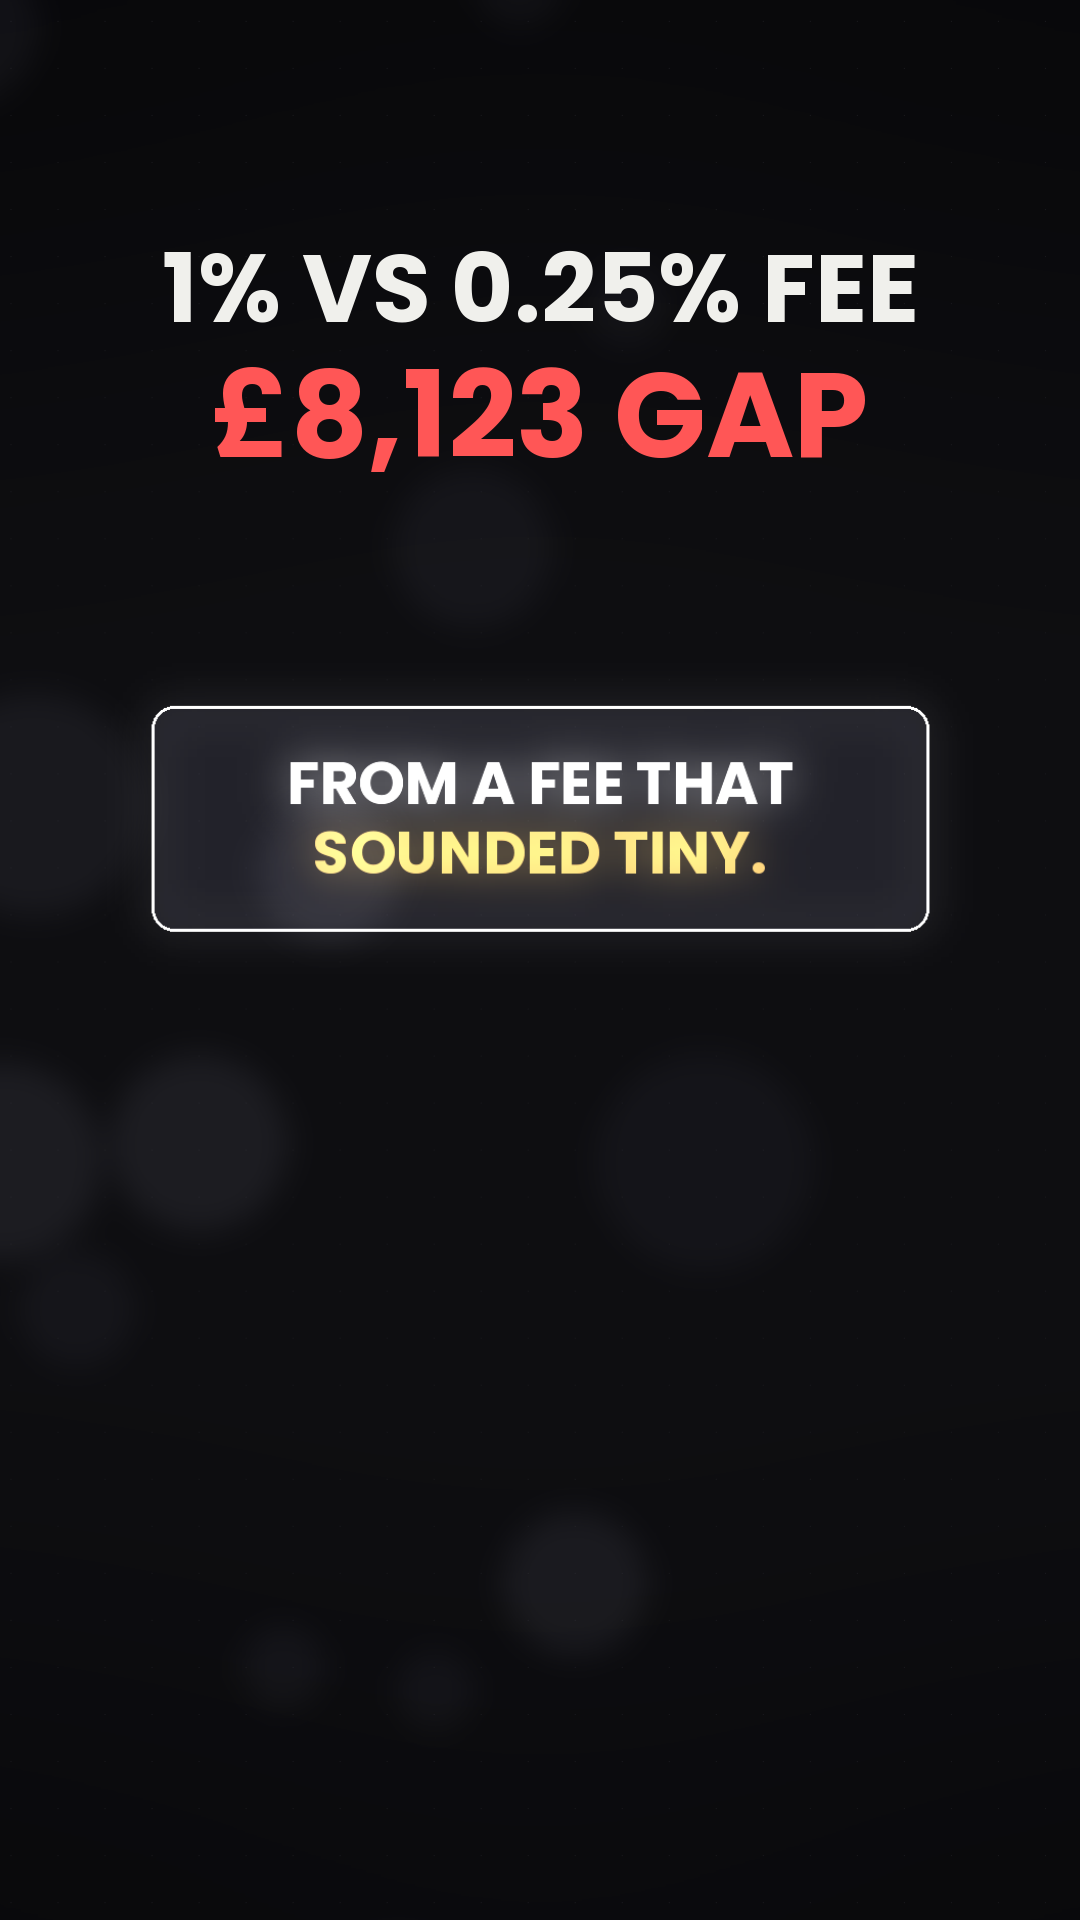 1% VS 0.25% FEE
£8,123 GAP
FROM A FEE THAT
SOUNDED TINY.